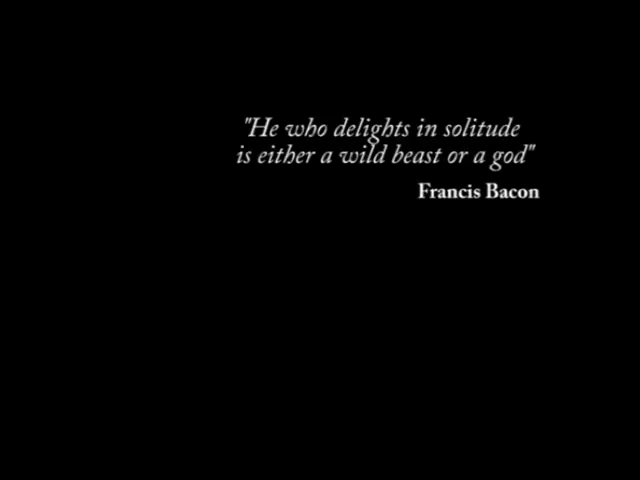 "He who delights in solitude
is either a wild beast or a god"
Francis Bacon